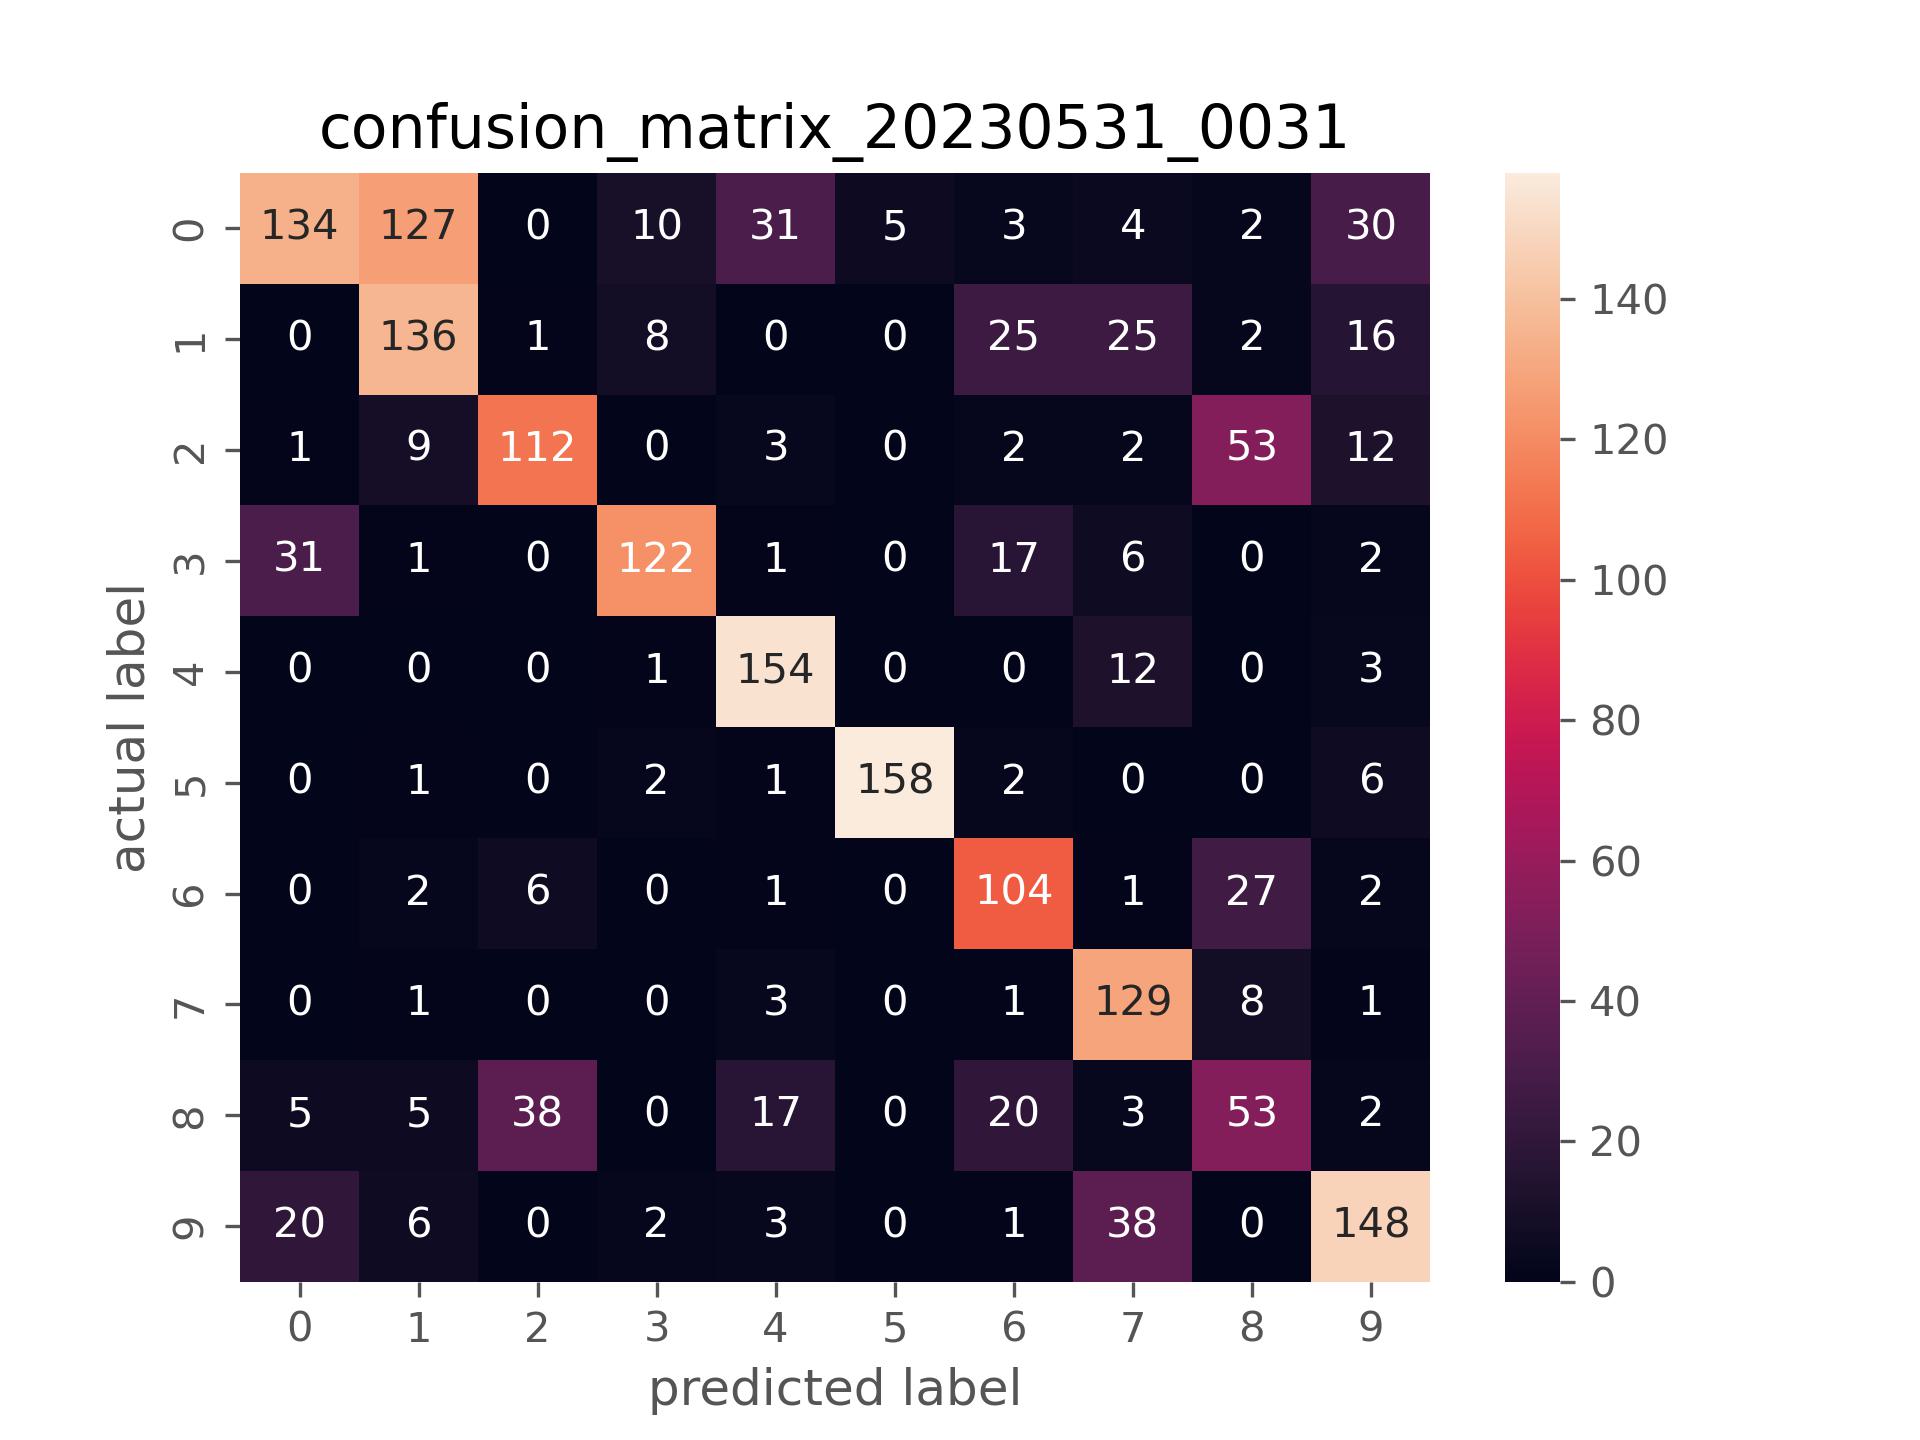 confusion_matrix_20230531_0031
actual label
0 134 127 0 10 31 5 3 4 2 30
1 0 136 1 8 0 0 25 25 2 16
2 1 9 112 0 3 0 2 2 53 12
3 31 1 0 122 1 0 17 6 0 2
4 0 0 0 1 154 0 0 12 0 3
5 0 1 0 2 1 158 2 0 0 6
6 0 2 6 0 1 0 104 1 27 2
7 0 1 0 0 3 0 1 129 8 1
8 5 5 38 0 17 0 20 3 53 2
9 20 6 0 2 3 0 1 38 0 148
0 1 2 3 4 5 6 7 8 9
predicted label
140
120
100
80
60
40
20
0